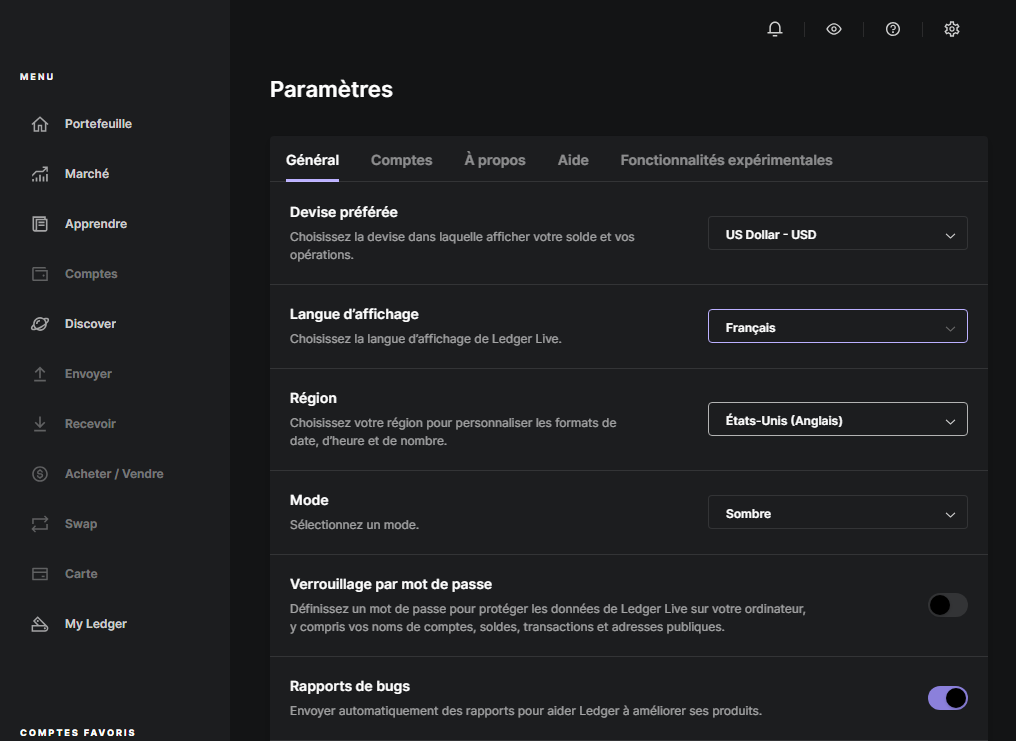 MENU
Portefeuille
Marché
Apprendre
Comptes
Discover
Envoyer
Recevoir
Acheter / Vendre
Swap
Carte
My Ledger
COMPTES FAVORIS
Paramètres
Général Comptes À propos Aide Fonctionnalités expérimentales
Devise préférée
Choisissez la devise dans laquelle afficher votre solde et vos
opérations.
US Dollar - USD
Langue d’affichage
Choisissez la langue d’affichage de Ledger Live.
Français
Région
Choisissez votre région pour personnaliser les formats de
date, d’heure et de nombre.
États-Unis (Anglais)
Mode
Sélectionnez un mode.
Sombre
Verrouillage par mot de passe
Définissez un mot de passe pour protéger les données de Ledger Live sur votre ordinateur,
y compris vos noms de comptes, soldes, transactions et adresses publiques.
Rapports de bugs
Envoyer automatiquement des rapports pour aider Ledger à améliorer ses produits.